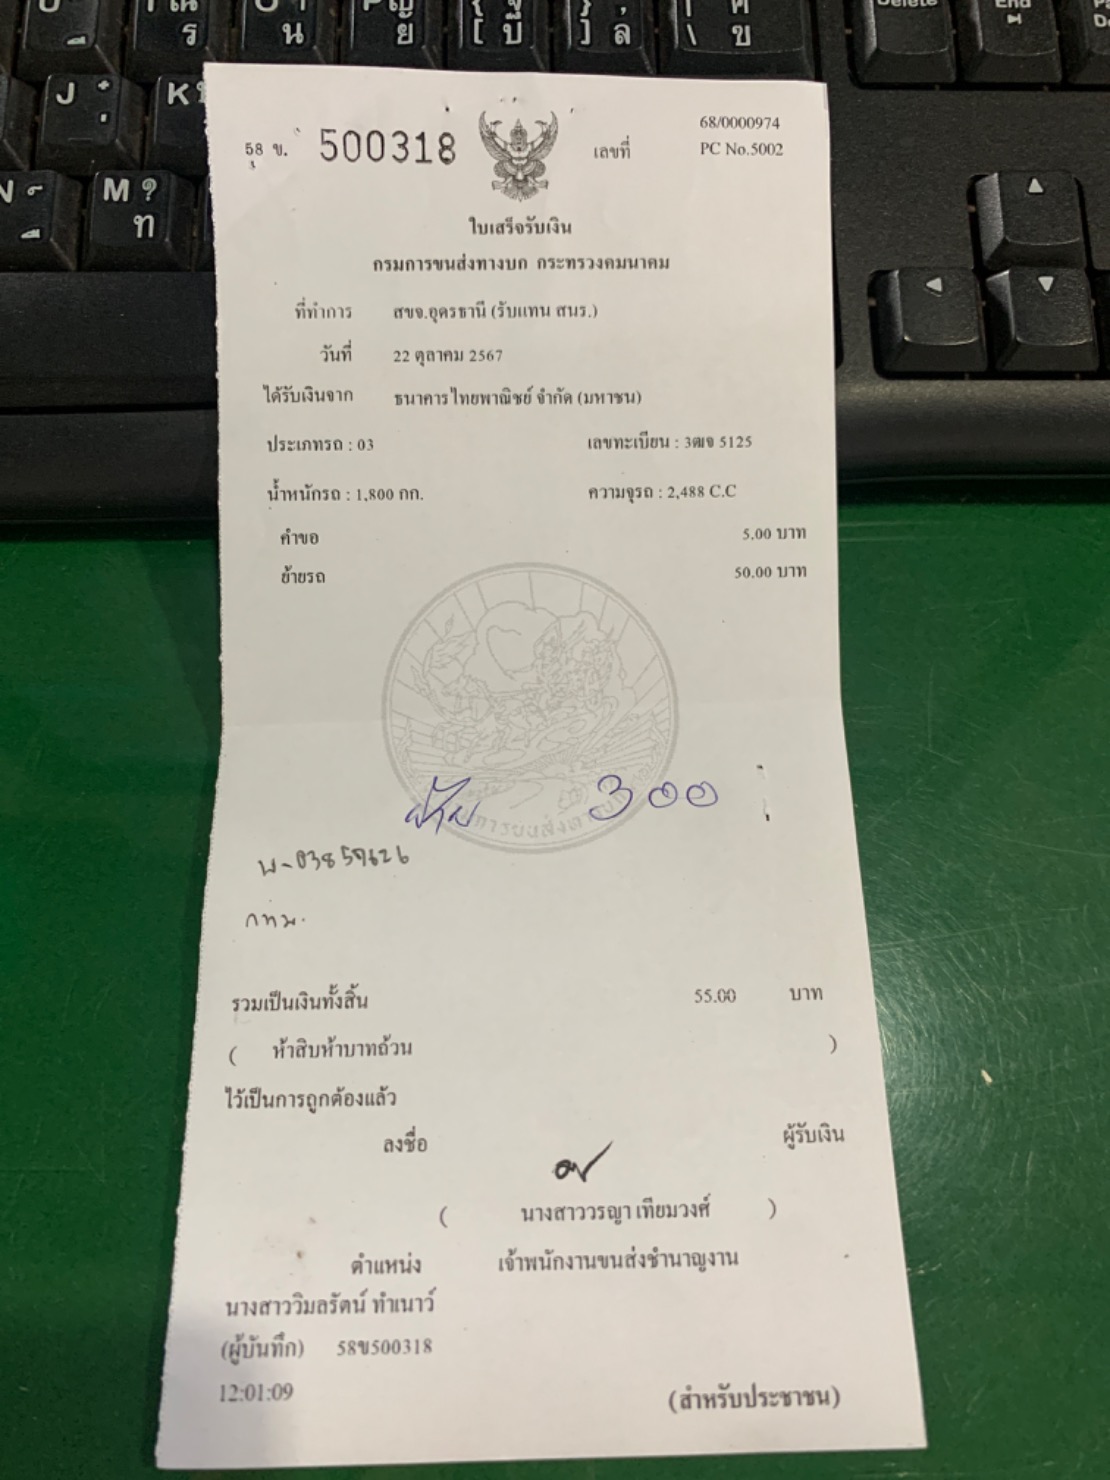 58 ข. 500318
3
เลขที่
68/0000974
PC No.5002
ใบเสร็จรับเงิน
กรมการขนส่งทางบก กระทรวงคมนาคม
ที่ทำการ สขจ.อุดรธานี (รับแทน สนร.)
วันที่ 22 ตุลาคม 2567
ได้รับเงินจาก ธนาคารไทยพาณิชย์ จำกัด (มหาชน)
ประเภทรถ : 03 เลขทะเบียน : 3ฒจ 5125
น้ำหนักรถ : 1,800 กก. ความจุรถ : 2,488 C.C
คำขอ 5.00 บาท
ย้ายรถ 50.00 บาท
300
กทม.
รวมเป็นเงินทั้งสิ้น 55.00 บาท
( ห้าสิบห้าบาทถ้วน )
ไว้เป็นการถูกต้องแล้ว
ลงชื่อ ผู้รับเงิน
( นางสาววรญา เทียมวงศ์ )
ตำแหน่ง เจ้าพนักงานขนส่งชำนาญงาน
นางสาววิมลรัตน์ ทำเนาว์
(ผู้บันทึก) 58ข500318
12:01:09
(สำหรับประชาชน)